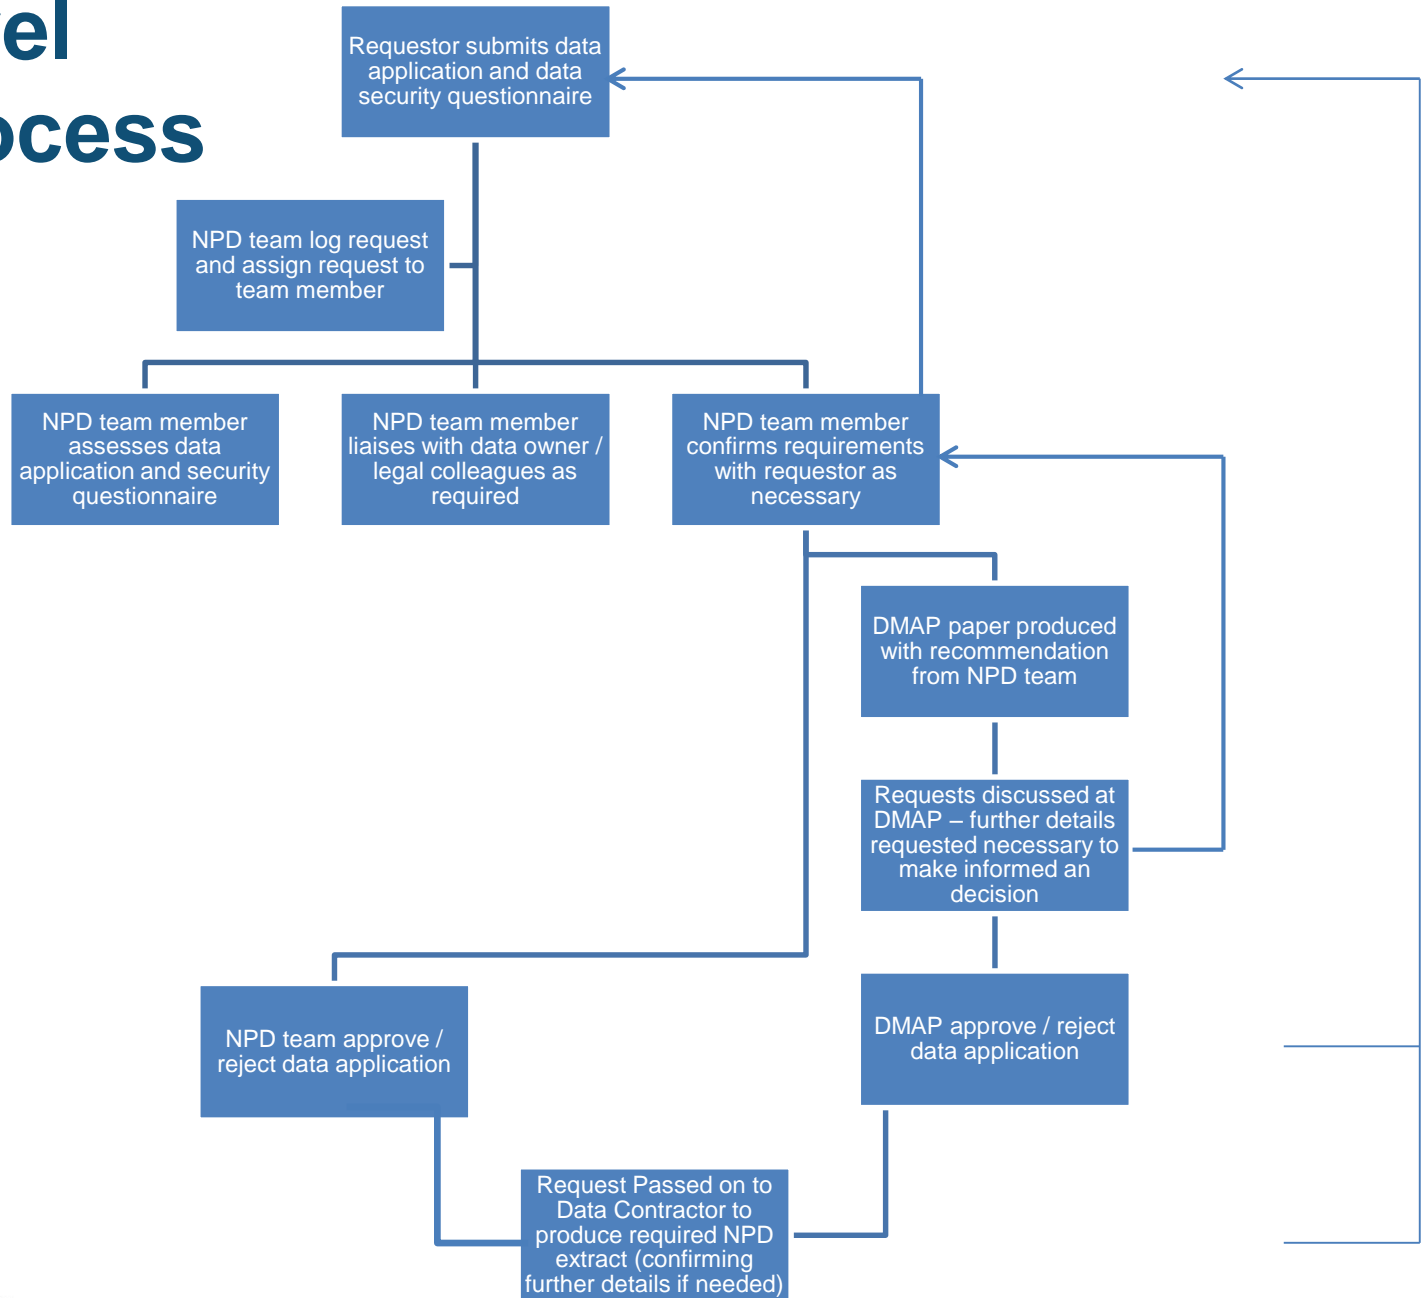 vel
ocess
Requestor submits data
application and data
security questionnaire
NPD team log request
and assign request to
team member
NPD team member
assesses data
application and security
questionnaire
NPD team member
liaises with data owner /
legal colleagues as
required
NPD team member
confirms requirements
with requestor as
necessary
DMAP paper produced
with recommendation
from NPD team
Requests discussed at
DMAP – further details
requested necessary to
make informed an
decision
NPD team approve /
reject data application
DMAP approve / reject
data application
Request Passed on to
Data Contractor to
produce required NPD
extract (confirming
further details if needed)